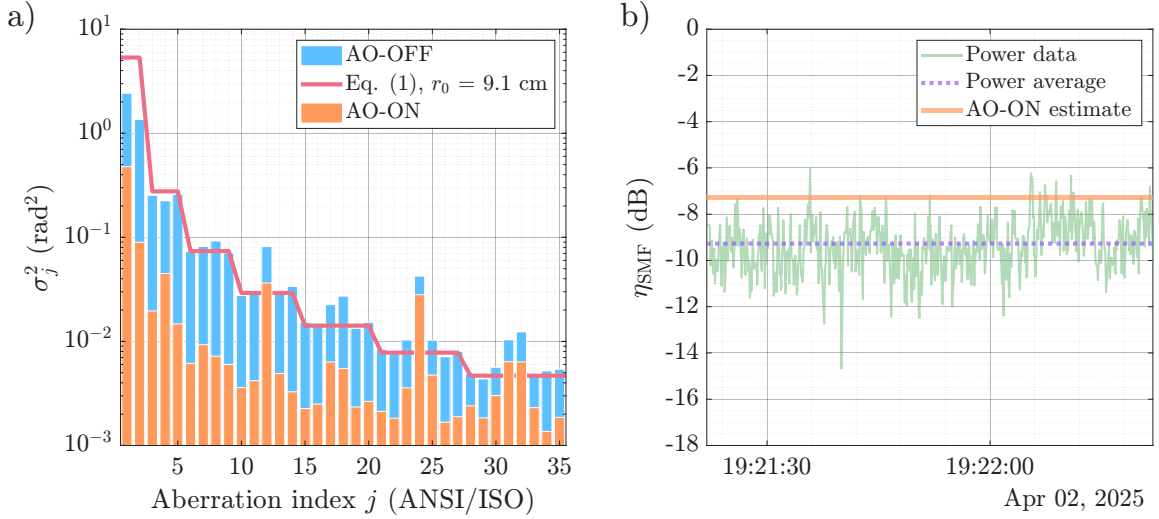 a)
10^1
10^0
10^-1
10^-2
10^-3
σ_j^2 (rad^2)
AO-OFF
Eq. (1), r_0 = 9.1 cm
AO-ON
5
10
15
20
25
30
35
Aberration index j (ANSI/ISO)
b)
0
-2
-4
-6
-8
-10
-12
-14
-16
-18
η_SMF (dB)
Power data
Power average
AO-ON estimate
19:21:30
19:22:00
Apr 02, 2025